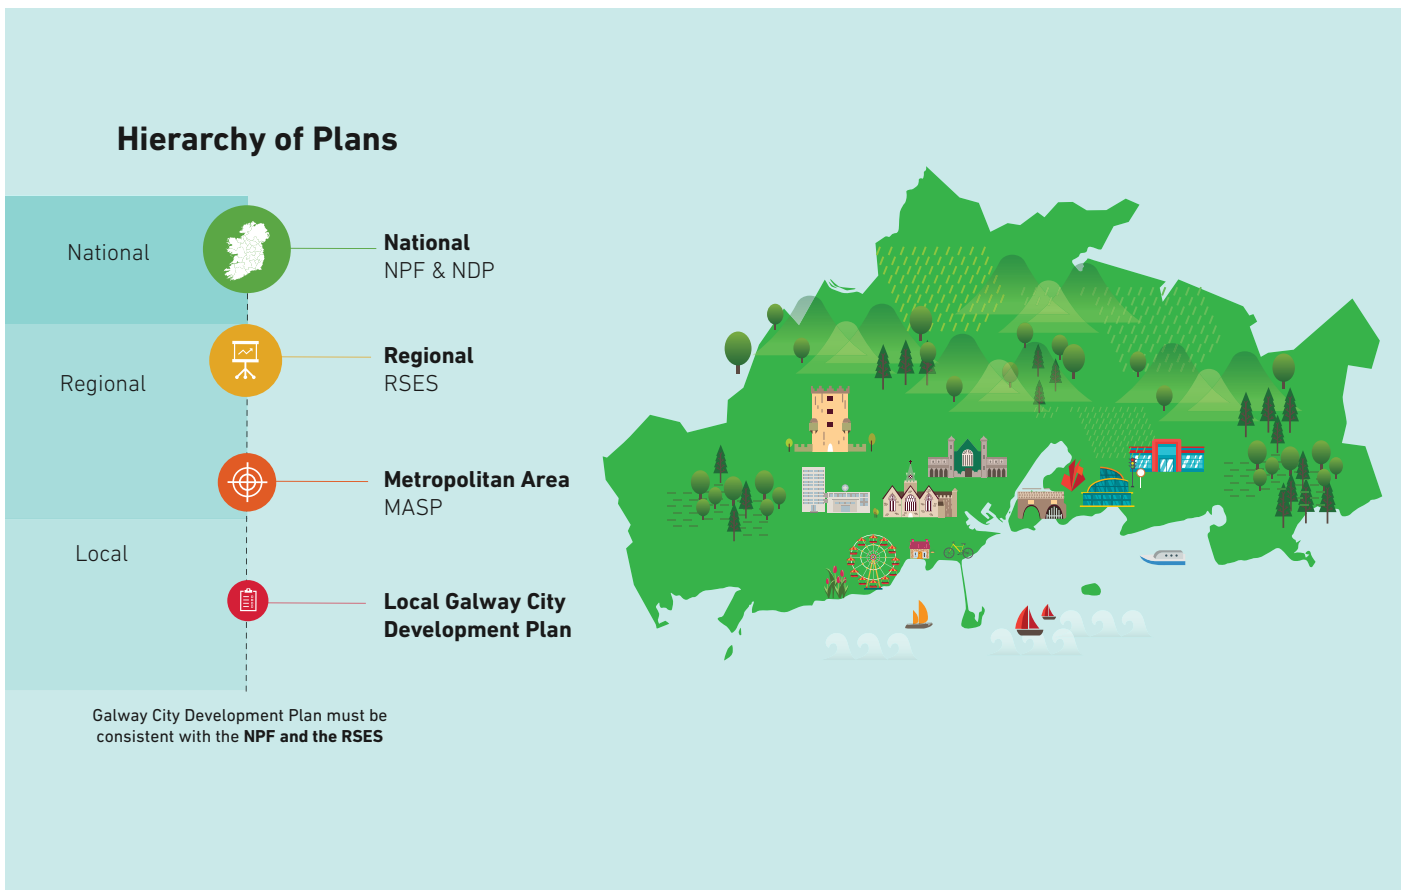 Hierarchy of Plans
National
National
NPF & NDP
Regional
RSES
Regional
Metropolitan Area
MASP
Local
Local Galway City
Development Plan
Galway City Development Plan must be
consistent with the NPF and the RSES